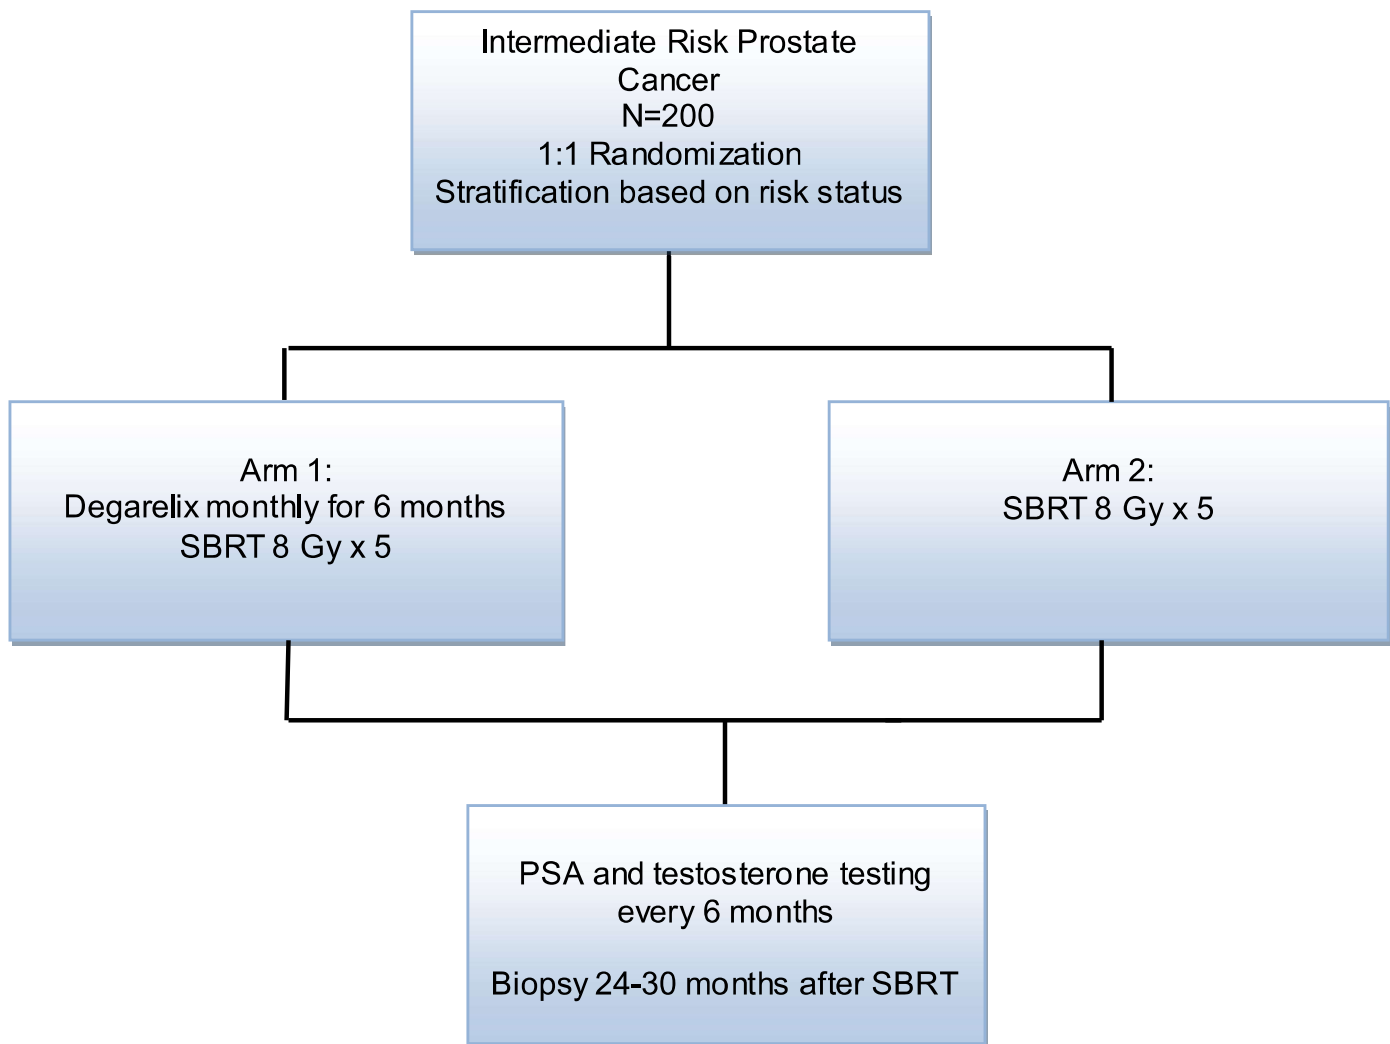 Intermediate Risk Prostate
Cancer
N=200
1:1 Randomization
Stratification based on risk status
Arm 1:
Degarelix monthly for 6 months
SBRT 8 Gy x 5
Arm 2:
SBRT 8 Gy x 5
PSA and testosterone testing
every 6 months
Biopsy 24-30 months after SBRT